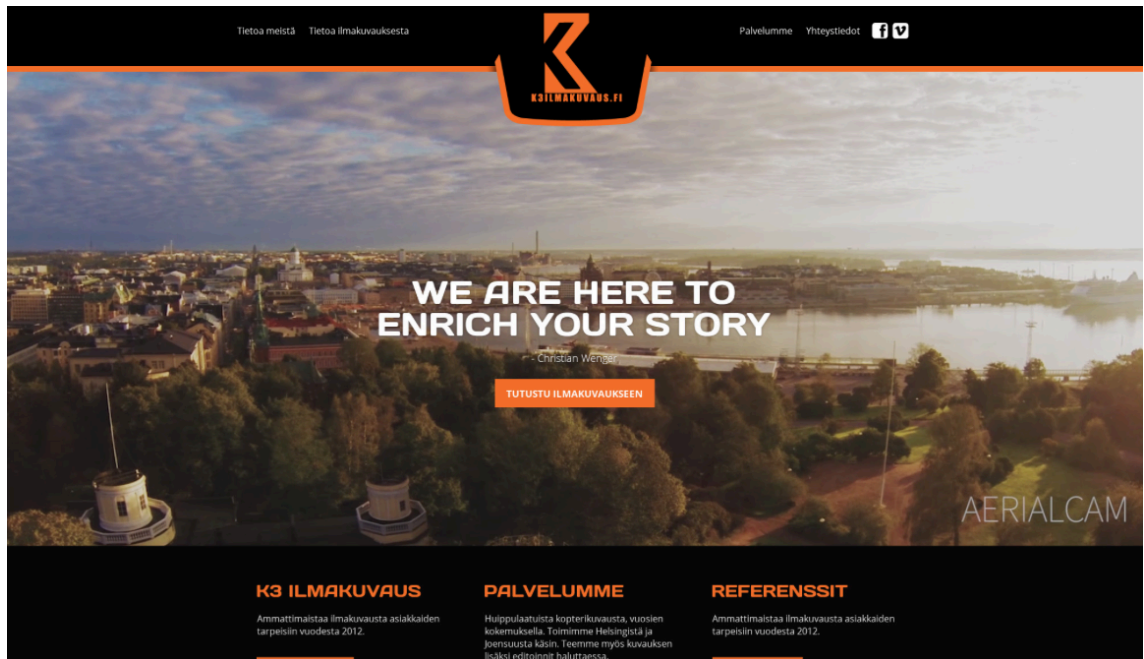 Tietoa meistä Tietoa ilmakuvauksesta
Palvelumme Yhteystiedot
K3ILMAKUVAUS.FI
WE ARE HERE TO
ENRICH YOUR STORY
- Christian Wenger
TUTUSTU ILMAKUVAUKSEEN
AERIALCAM
K3 ILMAKUVAUS
Ammattimaistaa ilmakuvausta asiakkaiden
tarpeisiin vuodesta 2012.
PALVELUMME
Huippulaatuista kopterikuvausta, vuosien
kokemuksella. Toimimme Helsingistä ja
Joensuusta käsin. Teemme myös kuvauksen
lisäksi editoinnit haluttaessa.
REFERENSSIT
Ammattimaistaa ilmakuvausta asiakkaiden
tarpeisiin vuodesta 2012.